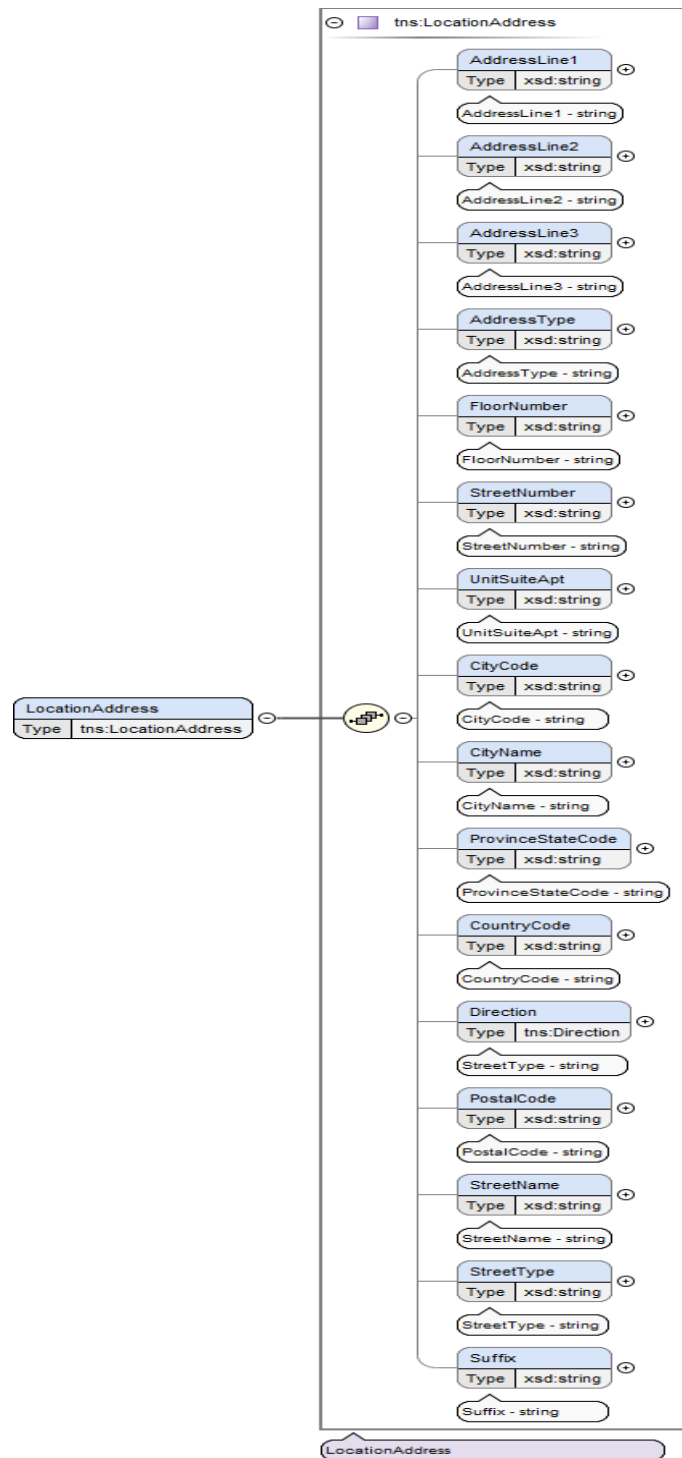 tns:LocationAddress
AddressLine1
Type xsd:string
AddressLine1 - string
AddressLine2
Type xsd:string
AddressLine2 - string
AddressLine3
Type xsd:string
AddressLine3 - string
AddressType
Type xsd:string
AddressType - string
FloorNumber
Type xsd:string
FloorNumber - string
StreetNumber
Type xsd:string
StreetNumber - string
UnitSuiteApt
Type xsd:string
UnitSuiteApt - string
CityCode
Type xsd:string
CityCode - string
LocationAddress
Type tns:LocationAddress
CityName
Type xsd:string
CityName - string
ProvinceStateCode
Type xsd:string
ProvinceStateCode - string
CountryCode
Type xsd:string
CountryCode - string
Direction
Type tns:Direction
StreetType - string
PostalCode
Type xsd:string
PostalCode - string
StreetName
Type xsd:string
StreetName - string
StreetType
Type xsd:string
StreetType - string
Suffix
Type xsd:string
Suffix - string
LocationAddress